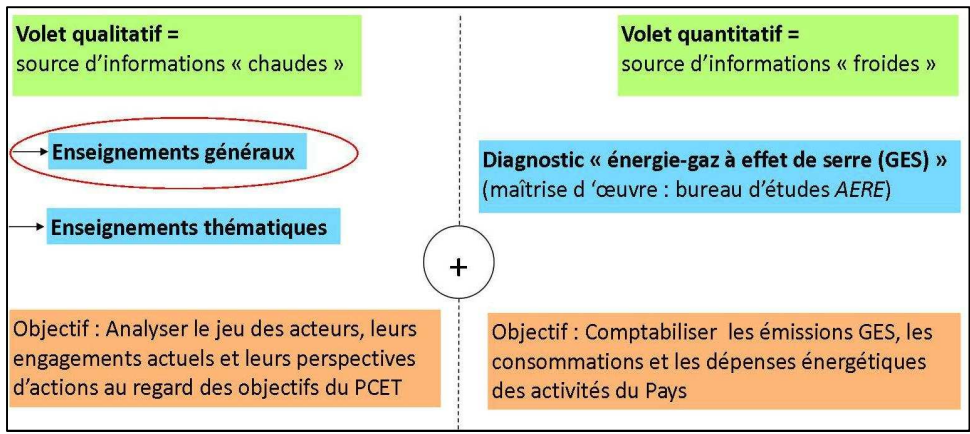 Volet qualitatif =
source d'informations « chaudes »
Enseignements généraux
Enseignements thématiques
Objectif : Analyser le jeu des acteurs, leurs
engagements actuels et leurs perspectives
d'actions au regard des objectifs du PCET
+
Volet quantitatif =
source d'informations « froides »
Diagnostic « énergie-gaz à effet de serre (GES) »
(maîtrise d 'œuvre : bureau d'études AERE)
Objectif : Comptabiliser les émissions GES, les
consommations et les dépenses énergétiques
des activités du Pays